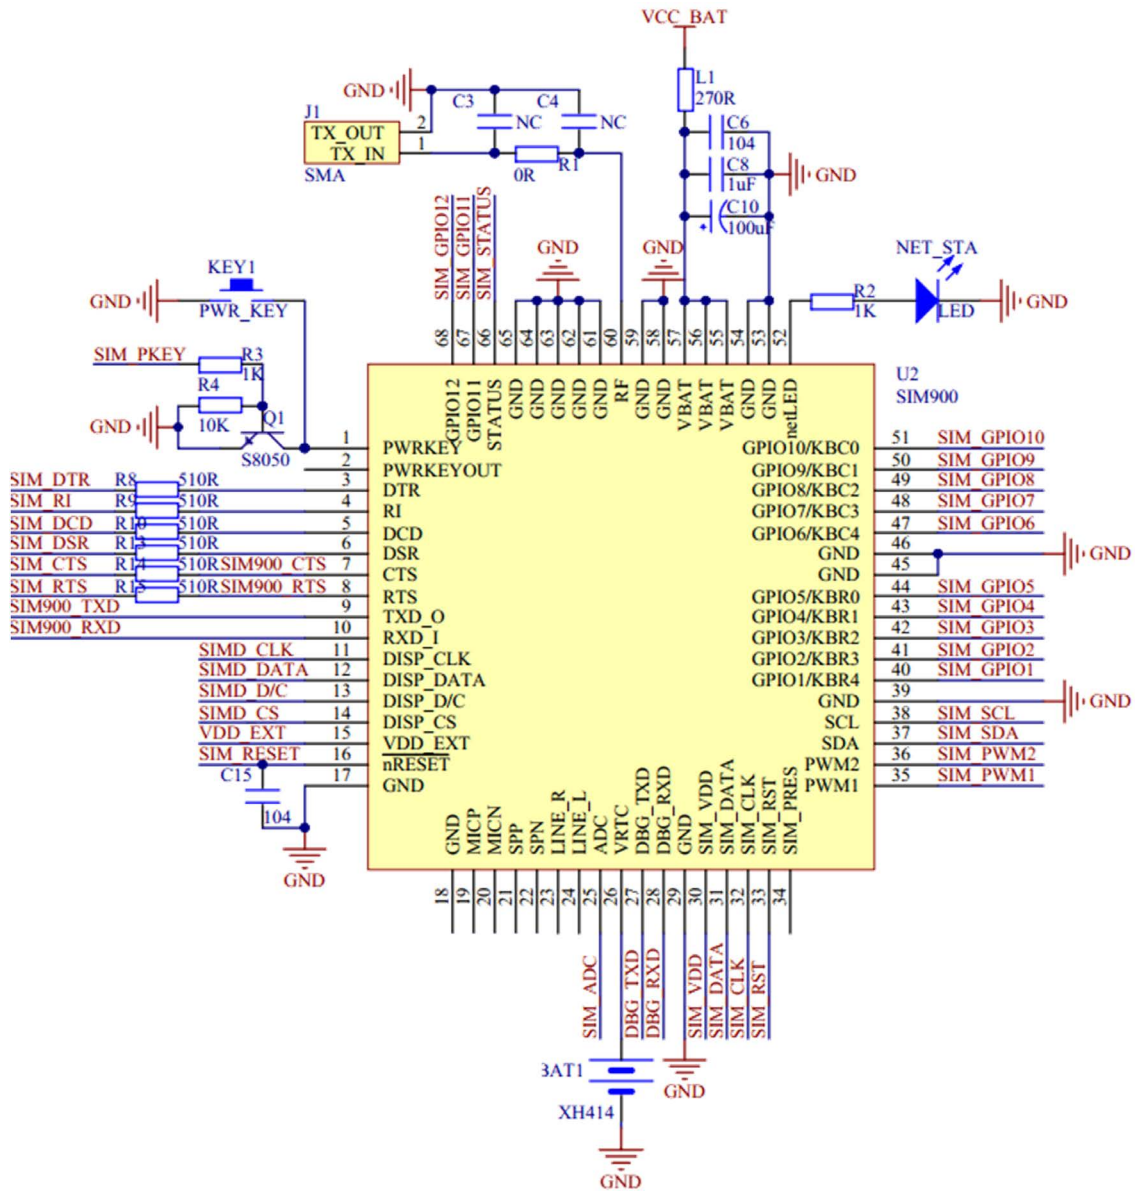 VCC_BAT
L1
270R
GND
C3
NC
C4
NC
J1
2
TX_OUT
1
TX_IN
SMA
0R
R1
C6
104
C8
1uF
GND
C10
100uF
SIM_GPIO12
SIM_GPIO11
SIM_STATUS
GND
GND
NET_STA
LED
R2
1K
GND
KEY1
GND
PWR_KEY
SIM_PKEY
R3
1K
R4
10K
GND
Q1
S8050
68
67
66
65
64
63
62
61
60
59
58
57
56
55
54
53
52
GPIO12
GPIO11
STATUS
GND
GND
GND
GND
GND
RF
GND
GND
VBAT
VBAT
VBAT
GND
GND
netLED
U2
SIM900
1 PWRKEY
2 PWRKEYOUT
SIM_DTR R8 510R 3 DTR
SIM_RI R9 510R 4 RI
SIM_DCD R10 510R 5 DCD
SIM_DSR R13 510R 6 DSR
SIM_CTS R14 510R SIM900_CTS 7 CTS
SIM_RTS R15 510R SIM900_RTS 8 RTS
SIM900_TXD 9 TXD_O
SIM900_RXD 10 RXD_I
SIMD_CLK 11 DISP_CLK
SIMD_DATA 12 DISP_DATA
SIMD_D/C 13 DISP_D/C
SIMD_CS 14 DISP_CS
VDD_EXT 15 VDD_EXT
SIM_RESET 16 nRESET
17 GND
C15
104
GND
GPIO10/KBC0 51 SIM_GPIO10
GPIO9/KBC1 50 SIM_GPIO9
GPIO8/KBC2 49 SIM_GPIO8
GPIO7/KBC3 48 SIM_GPIO7
GPIO6/KBC4 47 SIM_GPIO6
GND 46
GND
GND 45
GPIO5/KBR0 44 SIM_GPIO5
GPIO4/KBR1 43 SIM_GPIO4
GPIO3/KBR2 42 SIM_GPIO3
GPIO2/KBR3 41 SIM_GPIO2
GPIO1/KBR4 40 SIM_GPIO1
GND 39 GND
SCL 38 SIM_SCL
SDA 37 SIM_SDA
PWM2 36 SIM_PWM2
PWM1 35 SIM_PWM1
GND
MICP
MICN
SPP
SPN
LINE_R
LINE_L
ADC
VRTC
DBG_TXD
DBG_RXD
GND
SIM_VDD
SIM_DATA
SIM_CLK
SIM_RST
SIM_PRES
18
19
20
21
22
23
24
25
26
27
28
29
30
31
32
33
34
SIM_ADC
DBG_TXD
DBG_RXD
SIM_VDD
SIM_DATA
SIM_CLK
SIM_RST
GND
BAT1
XH414
GND